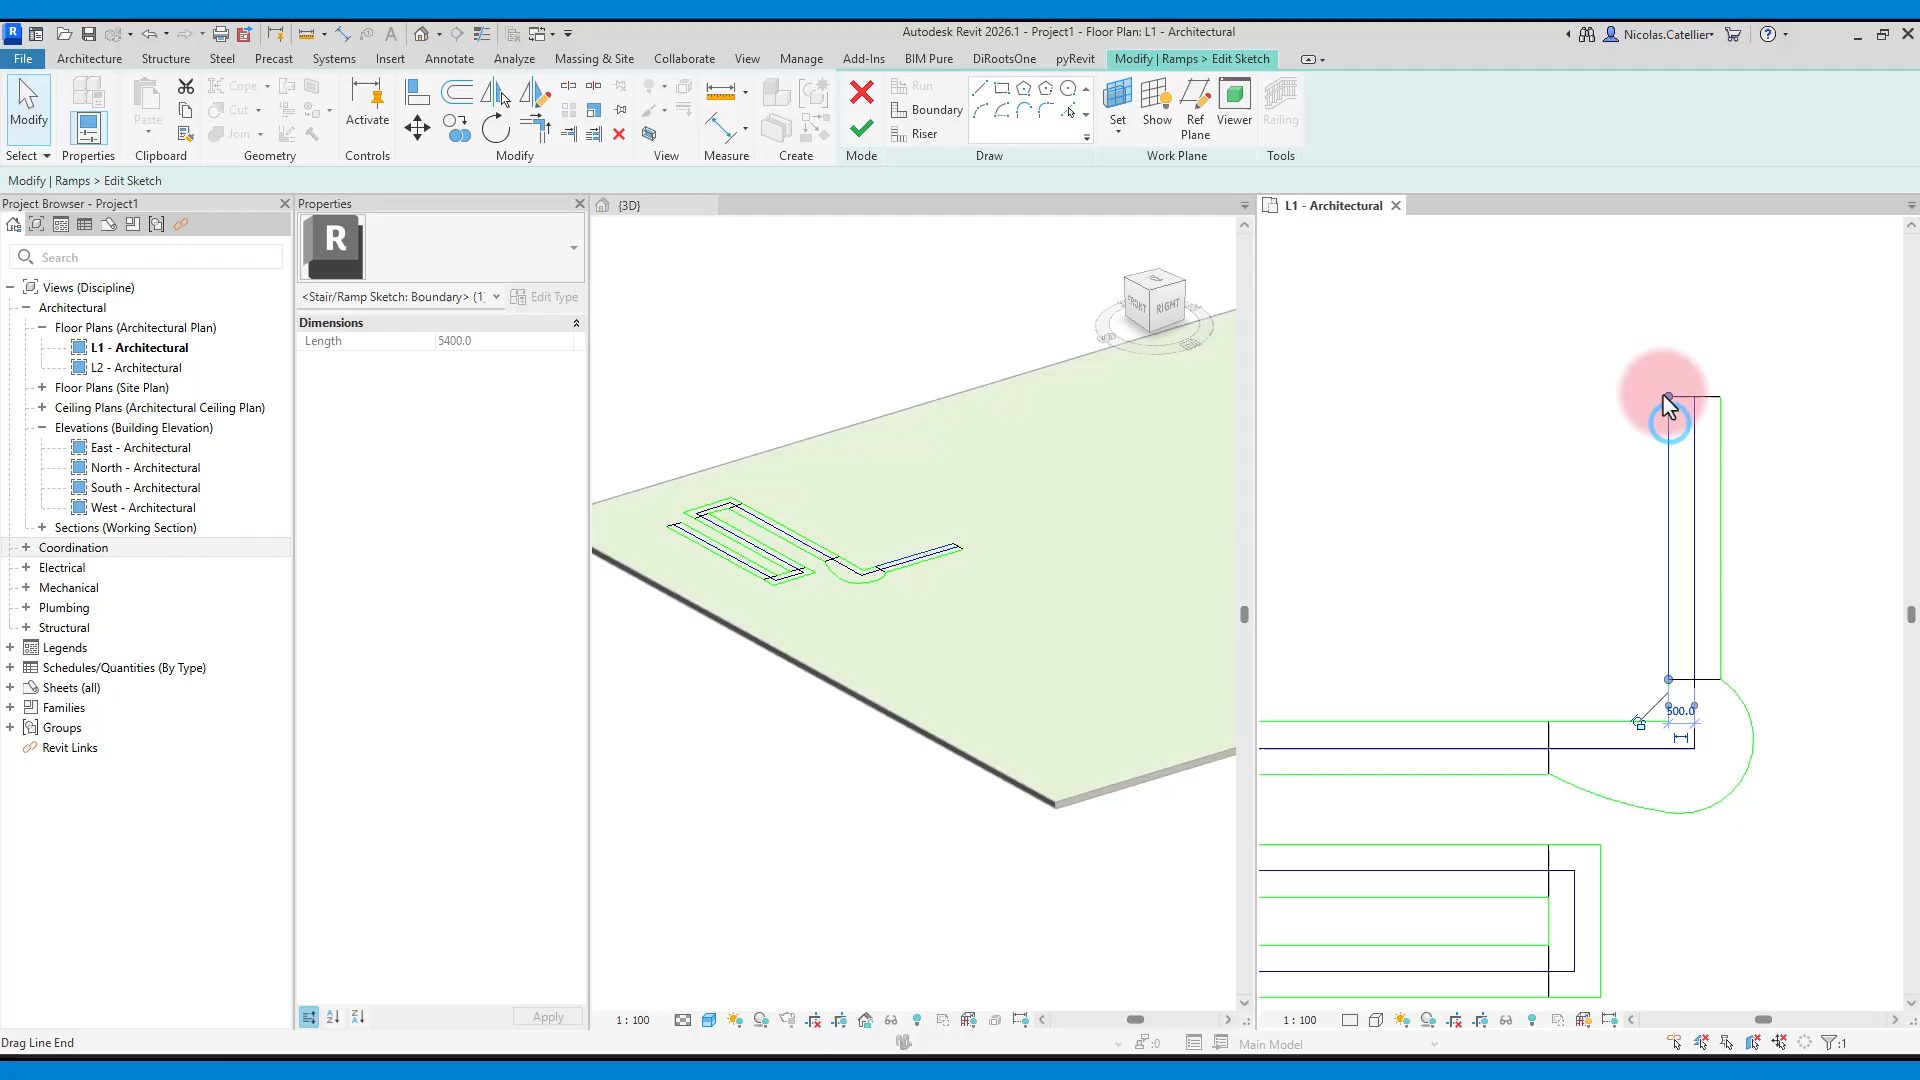 Autodesk Revit 2026.1 - Project1 - Floor Plan: L1 - Architectural
Nicolas.Catellier
File Architecture Structure Steel Precast Systems Insert Annotate Analyze Massing & Site Collaborate View Manage Add-Ins BIM Pure DiRootsOne pyRevit Modify | Ramps > Edit Sketch
Cope Run
Paste Cut Activate Boundary Set Show Ref Plane Viewer Railing
Modify Join Riser
Select Properties Clipboard Geometry Controls Modify View Measure Create Mode Draw Work Plane Tools
Modify | Ramps > Edit Sketch
Project Browser - Project1
Search
Views (Discipline)
Architectural
Floor Plans (Architectural Plan)
L1 - Architectural
L2 - Architectural
Floor Plans (Site Plan)
Ceiling Plans (Architectural Ceiling Plan)
Elevations (Building Elevation)
East - Architectural
North - Architectural
South - Architectural
West - Architectural
Sections (Working Section)
Coordination
Electrical
Mechanical
Plumbing
Structural
Legends
Schedules/Quantities (By Type)
Sheets (all)
Families
Groups
Revit Links
Properties
R
<Stair/Ramp Sketch: Boundary> (1) Edit Type
Dimensions
Length 5400.0
Apply
{3D}
FRONT RIGHT
1 : 100
L1 - Architectural
500.0
1 : 100
Drag Line End
:0
Main Model
:1